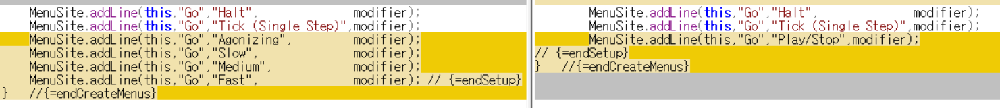 MenuSite.addLine(this,"Go","Halt",              modifier);
MenuSite.addLine(this,"Go","Tick (Single Step)",modifier);
MenuSite.addLine(this,"Go","Agonizing",         modifier);
MenuSite.addLine(this,"Go","Slow",              modifier);
MenuSite.addLine(this,"Go","Medium",            modifier);
MenuSite.addLine(this,"Go","Fast",              modifier); // {=endSetup}
}   //{=endCreateMenus}
MenuSite.addLine(this,"Go","Halt",              modifier);
MenuSite.addLine(this,"Go","Tick (Single Step)",modifier);
MenuSite.addLine(this,"Go","Play/Stop",modifier);
// {=endSetup}
}   //{=endCreateMenus}